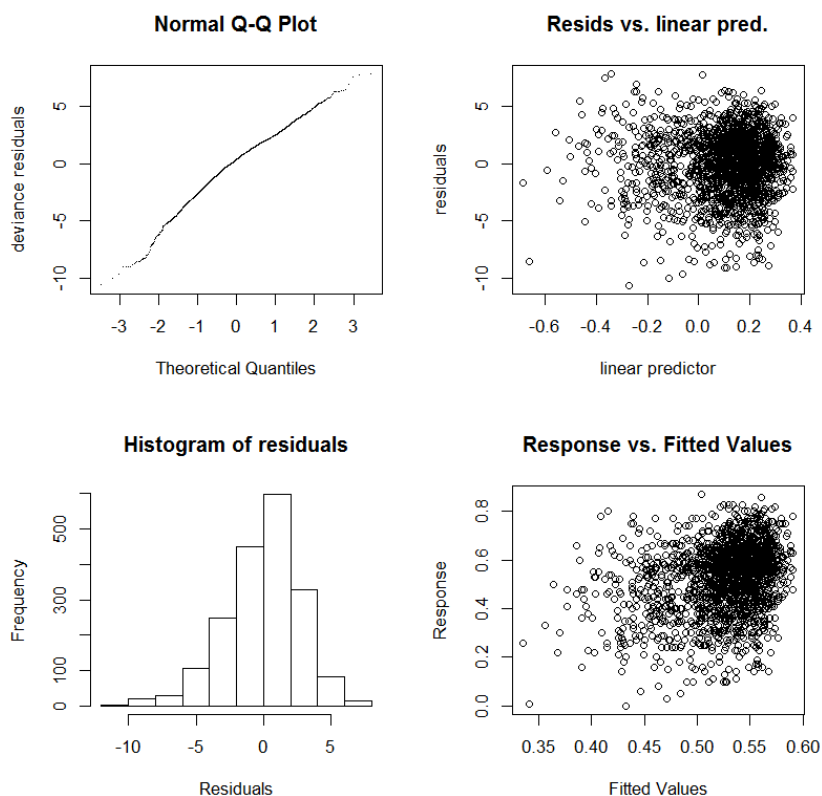 Normal Q-Q Plot
deviance residuals
5
0
-5
-10
-3 -2 -1 0 1 2 3
Theoretical Quantiles
Resids vs. linear pred.
residuals
5
0
-5
-10
-0.6 -0.4 -0.2 0.0 0.2 0.4
linear predictor
Histogram of residuals
Frequency
500
300
100
0
-10 -5 0 5
Residuals
Response vs. Fitted Values
Response
0.8
0.6
0.4
0.2
0.0
0.35 0.40 0.45 0.50 0.55 0.60
Fitted Values